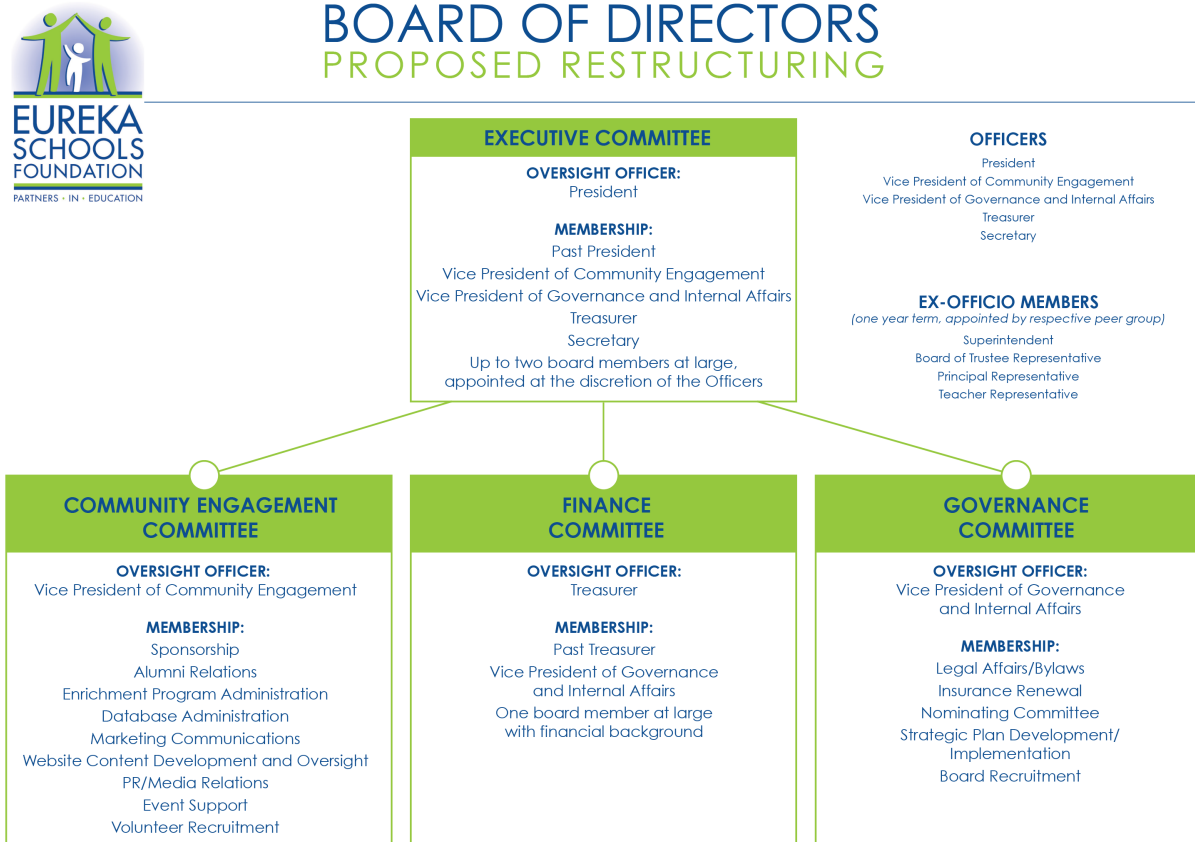 BOARD OF DIRECTORS
PROPOSED RESTRUCTURING
EUREKA
SCHOOLS
FOUNDATION
PARTNERS • IN • EDUCATION
EXECUTIVE COMMITTEE
OVERSIGHT OFFICER:
President
MEMBERSHIP:
Past President
Vice President of Community Engagement
Vice President of Governance and Internal Affairs
Treasurer
Secretary
Up to two board members at large,
appointed at the discretion of the Officers
OFFICERS
President
Vice President of Community Engagement
Vice President of Governance and Internal Affairs
Treasurer
Secretary
EX-OFFICIO MEMBERS
(one year term, appointed by respective peer group)
Superintendent
Board of Trustee Representative
Principal Representative
Teacher Representative
COMMUNITY ENGAGEMENT
COMMITTEE
OVERSIGHT OFFICER:
Vice President of Community Engagement
MEMBERSHIP:
Sponsorship
Alumni Relations
Enrichment Program Administration
Database Administration
Marketing Communications
Website Content Development and Oversight
PR/Media Relations
Event Support
Volunteer Recruitment
FINANCE
COMMITTEE
OVERSIGHT OFFICER:
Treasurer
MEMBERSHIP:
Past Treasurer
Vice President of Governance
and Internal Affairs
One board member at large
with financial background
GOVERNANCE
COMMITTEE
OVERSIGHT OFFICER:
Vice President of Governance
and Internal Affairs
MEMBERSHIP:
Legal Affairs/Bylaws
Insurance Renewal
Nominating Committee
Strategic Plan Development/
Implementation
Board Recruitment